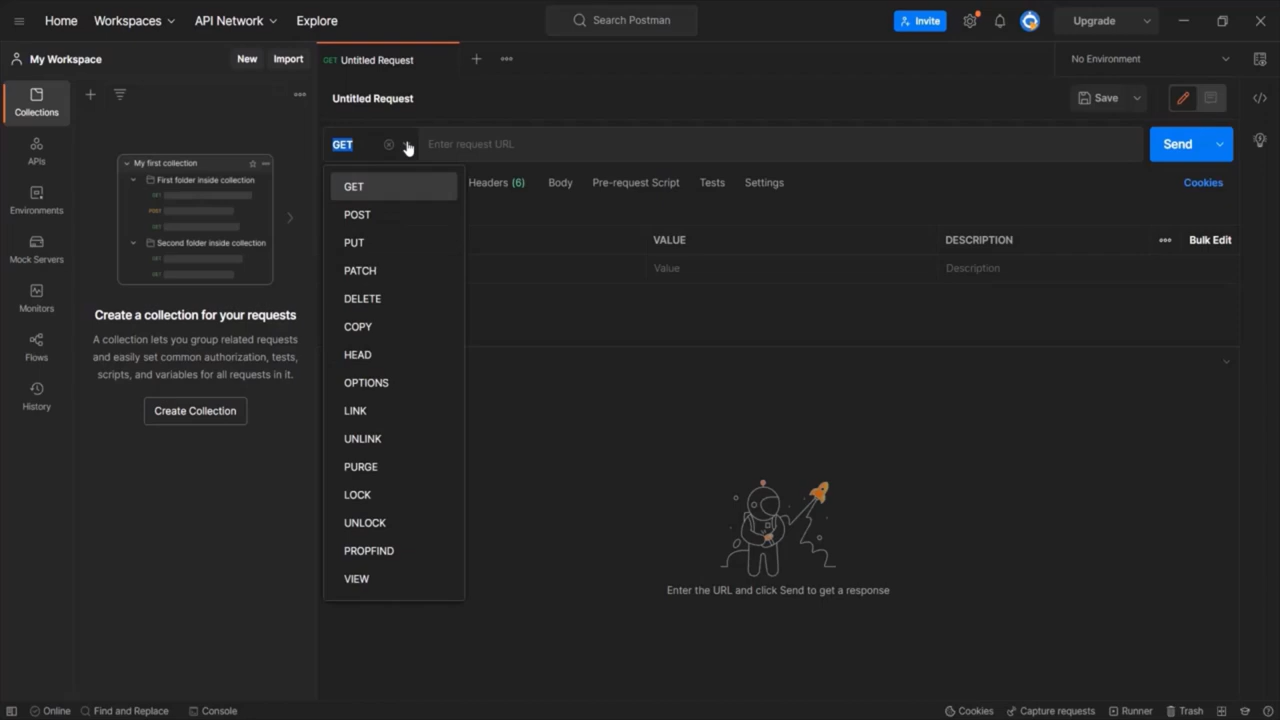 Home Workspaces API Network Explore Search Postman Invite Upgrade
My Workspace New Import GET Untitled Request No Environment
Collections
APIs
Environments
Mock Servers
Monitors
Flows
History
My first collection
First folder inside collection
GET
POST
GET
Second folder inside collection
GET
GET
Create a collection for your requests
A collection lets you group related requests
and easily set common authorization, tests,
scripts, and variables for all requests in it.
Create Collection
Untitled Request Save
GET Enter request URL Send
Headers (6) Body Pre-request Script Tests Settings Cookies
VALUE DESCRIPTION Bulk Edit
Value Description
GET
POST
PUT
PATCH
DELETE
COPY
HEAD
OPTIONS
LINK
UNLINK
PURGE
LOCK
UNLOCK
PROPFIND
VIEW
Enter the URL and click Send to get a response
Online Find and Replace Console Cookies Capture requests Runner Trash